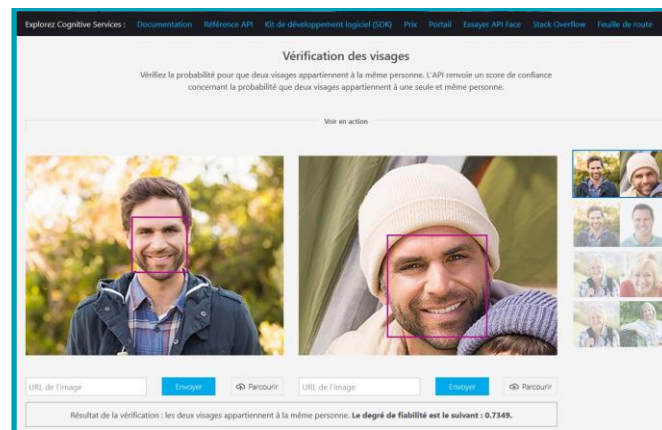 Explorez Cognitive Services : Documentation Référence API Kit de développement logiciel (SDK) Prix Portail Essayer API Face Stack Overflow Feuille de route
Vérification des visages
Vérifiez la probabilité pour que deux visages appartiennent à la même personne. L'API renvoie un score de confiance
concernant la probabilité que deux visages appartiennent à une seule et même personne.
Voir en action
URL de l'image Envoyer Parcourir URL de l'image Envoyer Parcourir
Résultat de la vérification : les deux visages appartiennent à la même personne. Le degré de fiabilité est le suivant : 0.7349.